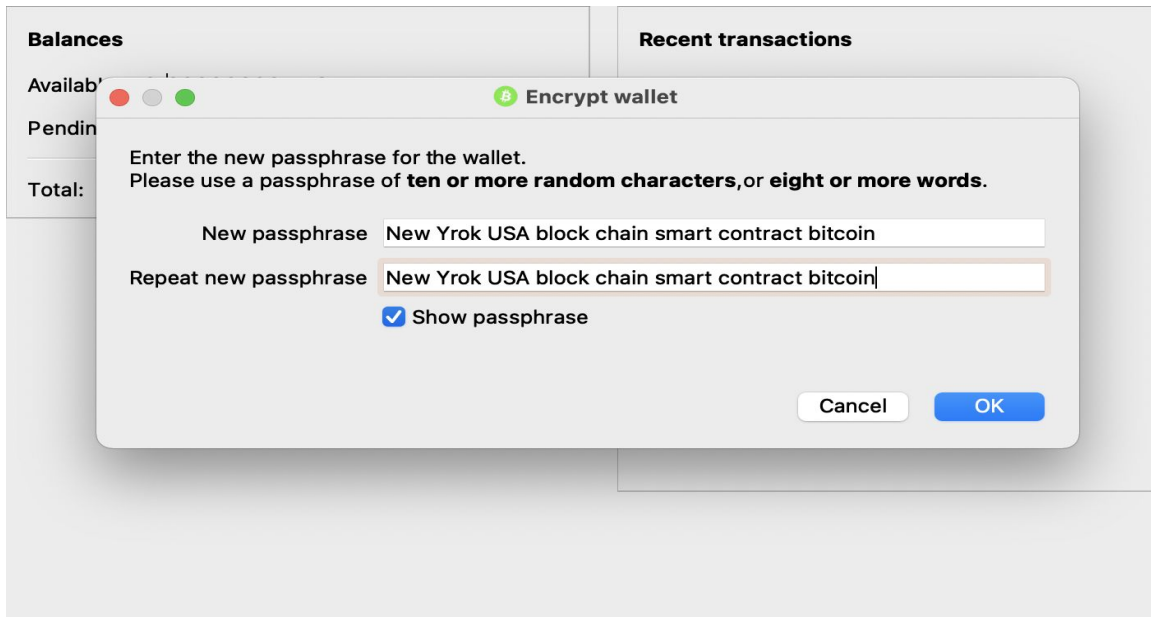 Balances
Recent transactions
Encrypt wallet
Enter the new passphrase for the wallet.
Please use a passphrase of ten or more random characters,or eight or more words.
New passphrase New Yrok USA block chain smart contract bitcoin
Repeat new passphrase New Yrok USA block chain smart contract bitcoin
Show passphrase
Cancel OK
Total: